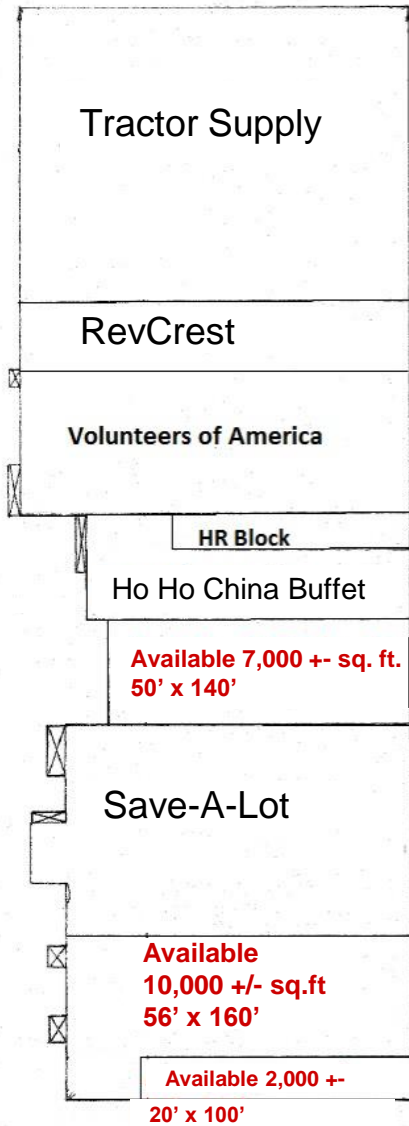 Tractor Supply
RevCrest
Volunteers of America
HR Block
Ho Ho China Buffet
Available 7,000 +- sq. ft.
50’ x 140’
Save-A-Lot
Available
10,000 +/- sq.ft
56’ x 160’
Available 2,000 +-
20’ x 100’